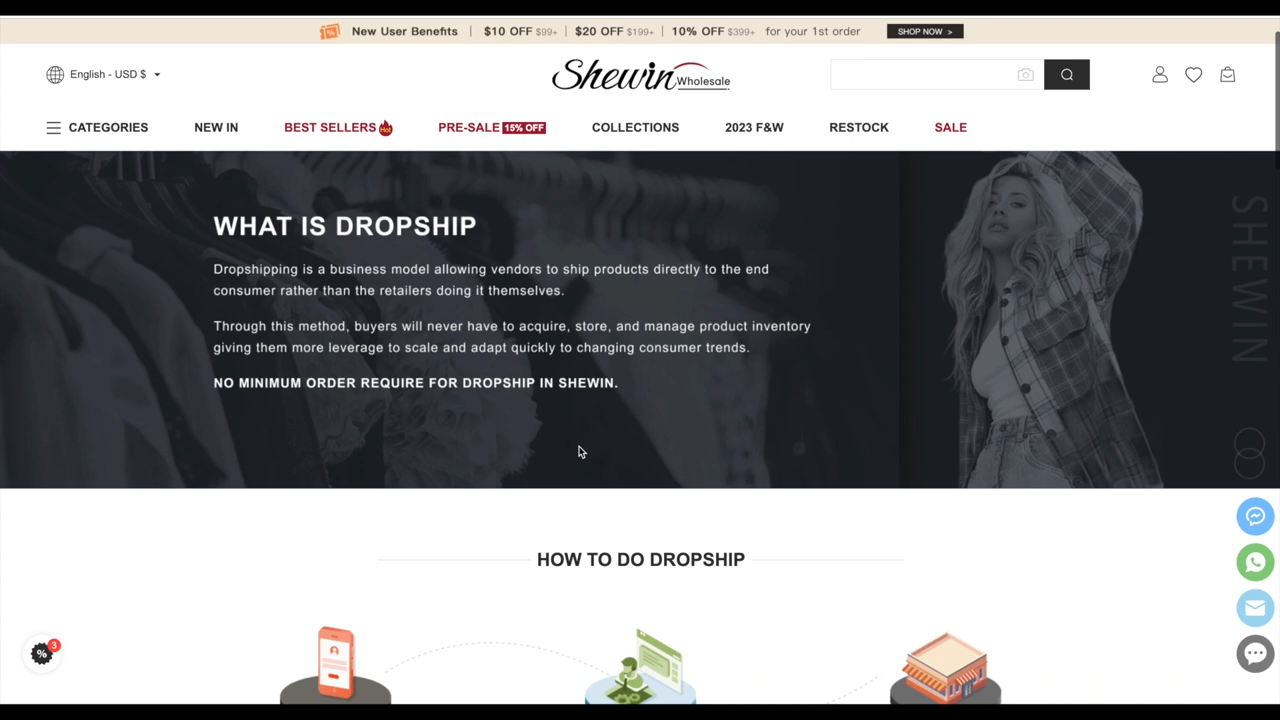 New User Benefits | $10 OFF $99+ | $20 OFF $199+ | 10% OFF $399+ for your 1st order SHOP NOW >
English - USD $
Shewin Wholesale
CATEGORIES NEW IN BEST SELLERS Hot PRE-SALE 15% OFF COLLECTIONS 2023 F&W RESTOCK SALE
WHAT IS DROPSHIP
Dropshipping is a business model allowing vendors to ship products directly to the end
consumer rather than the retailers doing it themselves.
Through this method, buyers will never have to acquire, store, and manage product inventory
giving them more leverage to scale and adapt quickly to changing consumer trends.
NO MINIMUM ORDER REQUIRE FOR DROPSHIP IN SHEWIN.
SHEWIN
HOW TO DO DROPSHIP
% 3